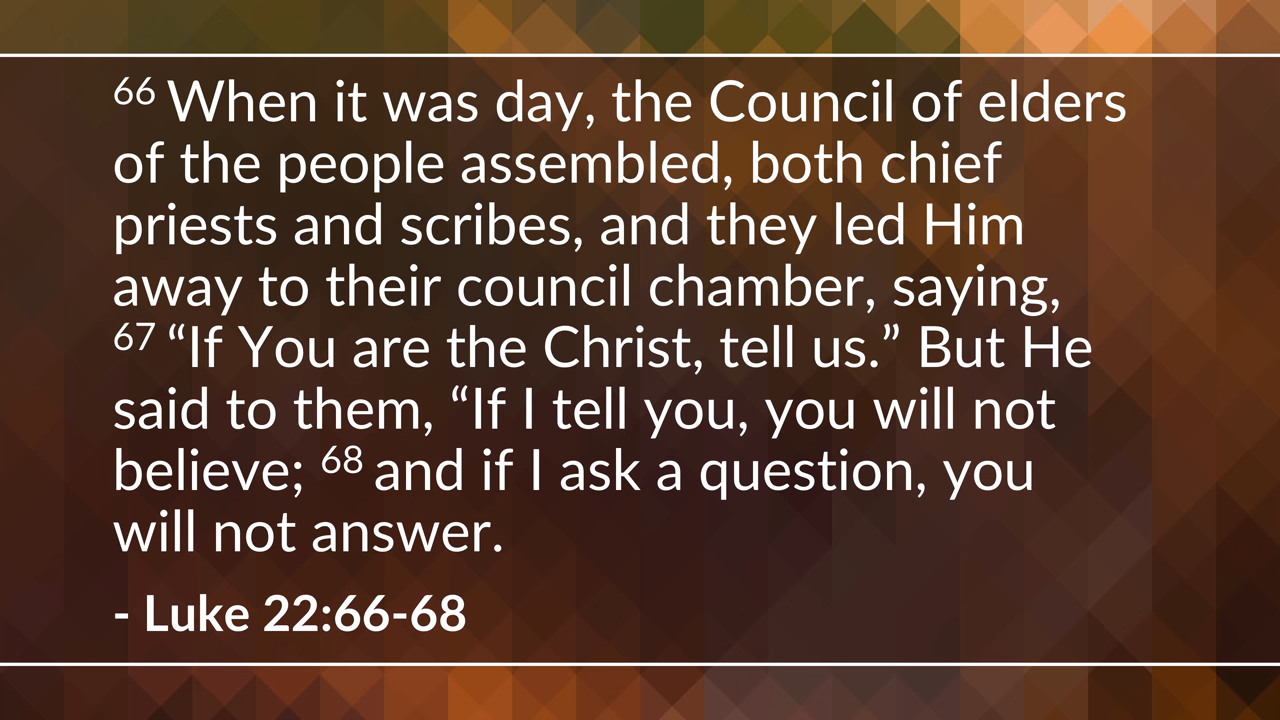 66 When it was day, the Council of elders
of the people assembled, both chief
priests and scribes, and they led Him
away to their council chamber, saying,
67 “If You are the Christ, tell us.” But He
said to them, “If I tell you, you will not
believe; 68 and if I ask a question, you
will not answer.
- Luke 22:66-68